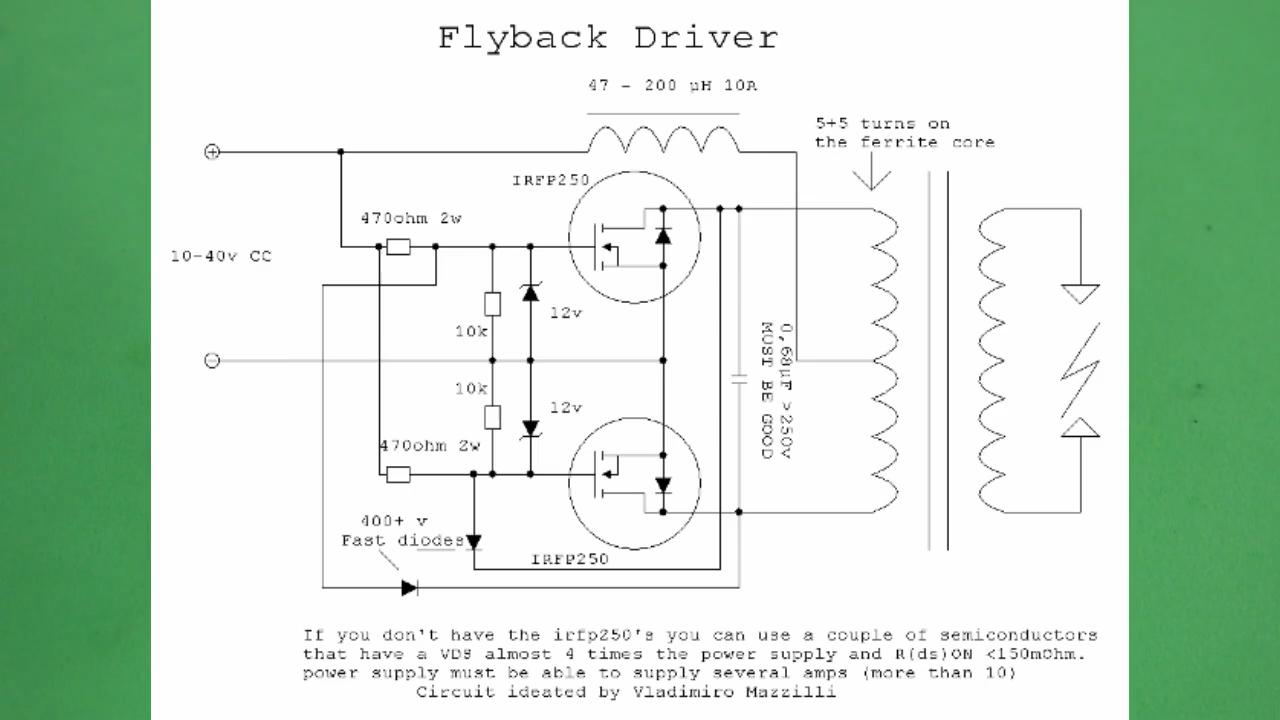 Flyback Driver
47 - 200 µH 10A
5+5 turns on
the ferrite core
IRFP250
470ohm 2w
10-40v CC
12v
10k
10k
12v
0,68µF >250v
MUST BE GOOD
470ohm 2w
400+ v
Fast diodes
IRFP250
If you don't have the irfp250's you can use a couple of semiconductors
that have a VDS almost 4 times the power supply and R(ds)ON <150mOhm.
power supply must be able to supply several amps (more than 10)
Circuit ideated by Vladimiro Mazzilli